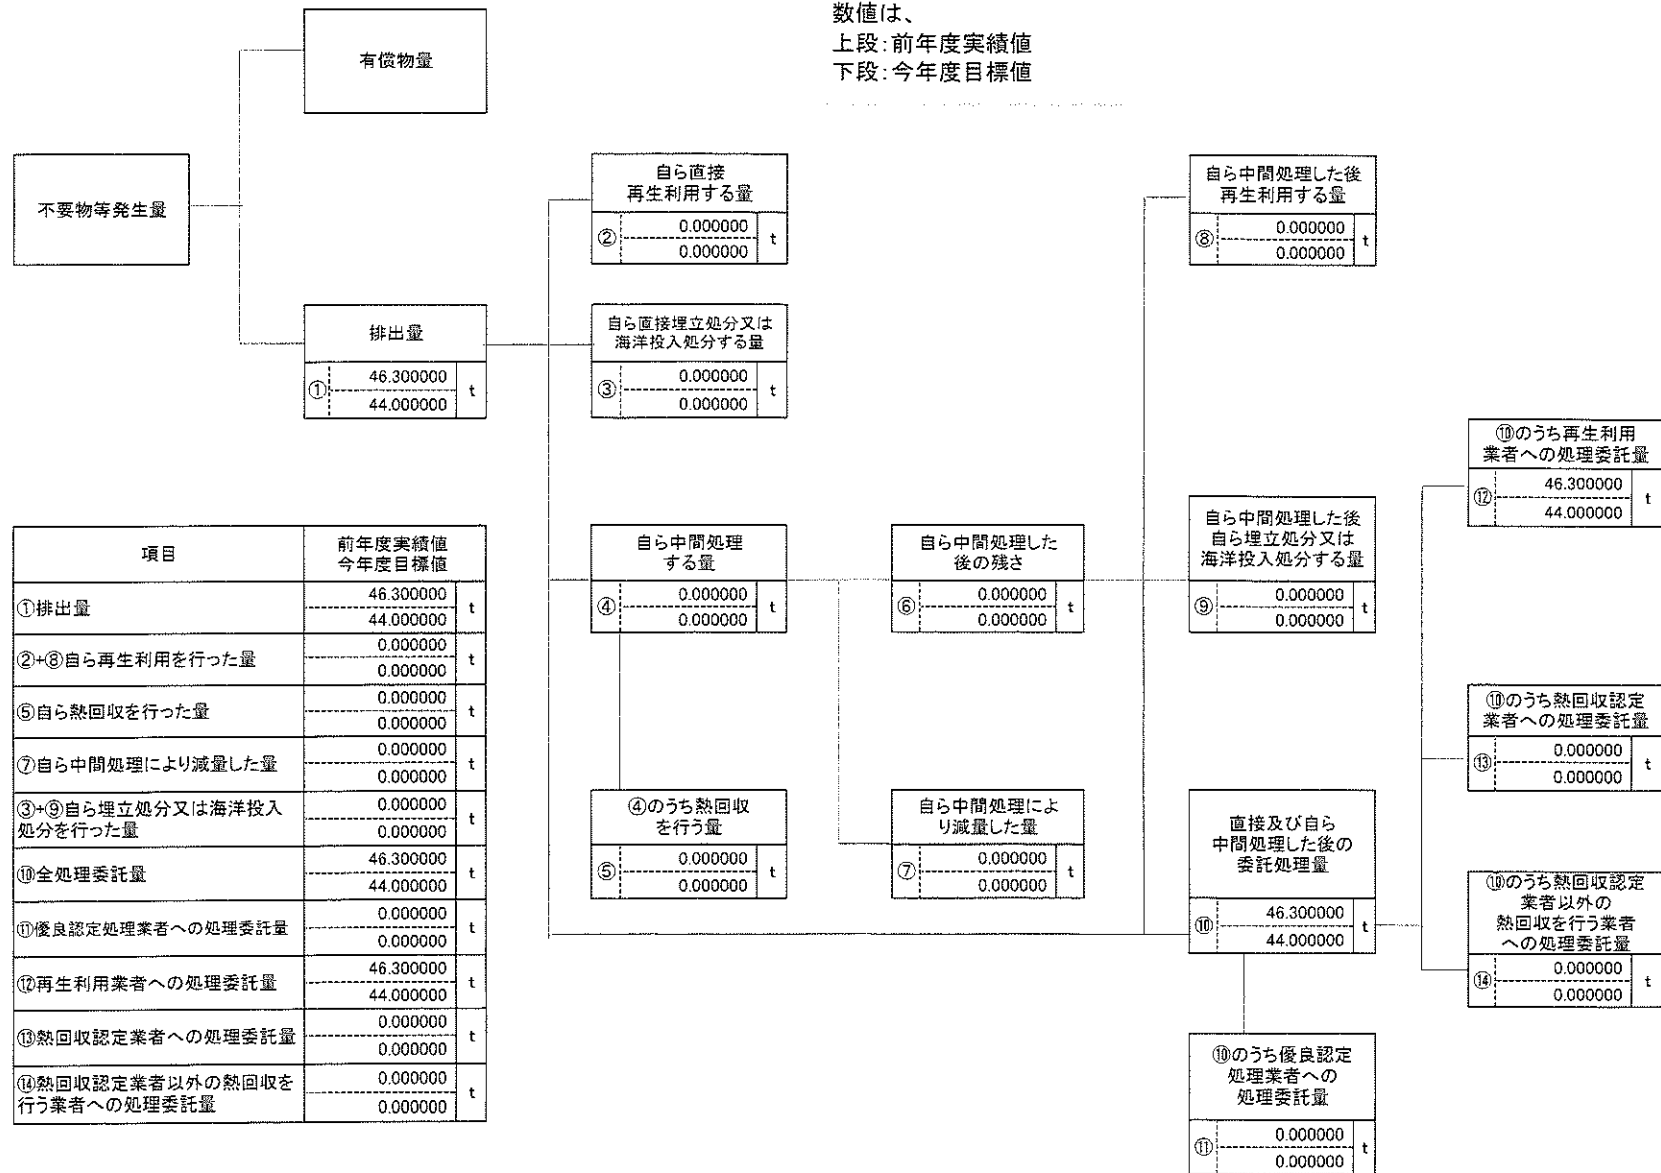 数値は、
上段:前年度実績値
下段:今年度目標値
有償物量
不要物等発生量
排出量
① 46.300000 t
44.000000
自ら直接
再生利用する量
② 0.000000 t
0.000000
自ら直接埋立処分又は
海洋投入処分する量
③ 0.000000 t
0.000000
自ら中間処理
する量
④ 0.000000 t
0.000000
④のうち熱回収
を行う量
⑤ 0.000000 t
0.000000
自ら中間処理した
後の残さ
⑥ 0.000000 t
0.000000
自ら中間処理によ
り減量した量
⑦ 0.000000 t
0.000000
自ら中間処理した後
再生利用する量
⑧ 0.000000 t
0.000000
自ら中間処理した後
自ら埋立処分又は
海洋投入処分する量
⑨ 0.000000 t
0.000000
直接及び自ら
中間処理した後の
委託処理量
⑩ 46.300000 t
44.000000
⑩のうち優良認定
処理業者への
処理委託量
⑪ 0.000000 t
0.000000
⑩のうち再生利用
業者への処理委託量
⑫ 46.300000 t
44.000000
⑩のうち熱回収認定
業者への処理委託量
⑬ 0.000000 t
0.000000
⑩のうち熱回収認定
業者以外の
熱回収を行う業者
への処理委託量
⑭ 0.000000 t
0.000000
項目 前年度実績値
今年度目標値
①排出量 46.300000 t
44.000000
②+⑧自ら再生利用を行った量 0.000000 t
0.000000
⑤自ら熱回収を行った量 0.000000 t
0.000000
⑦自ら中間処理により減量した量 0.000000 t
0.000000
③+⑨自ら埋立処分又は海洋投入 0.000000 t
処分を行った量 0.000000
⑩全処理委託量 46.300000 t
44.000000
⑪優良認定処理業者への処理委託量 0.000000 t
0.000000
⑫再生利用業者への処理委託量 46.300000 t
44.000000
⑬熱回収認定業者への処理委託量 0.000000 t
0.000000
⑭熱回収認定業者以外の熱回収を 0.000000 t
行う業者への処理委託量 0.000000